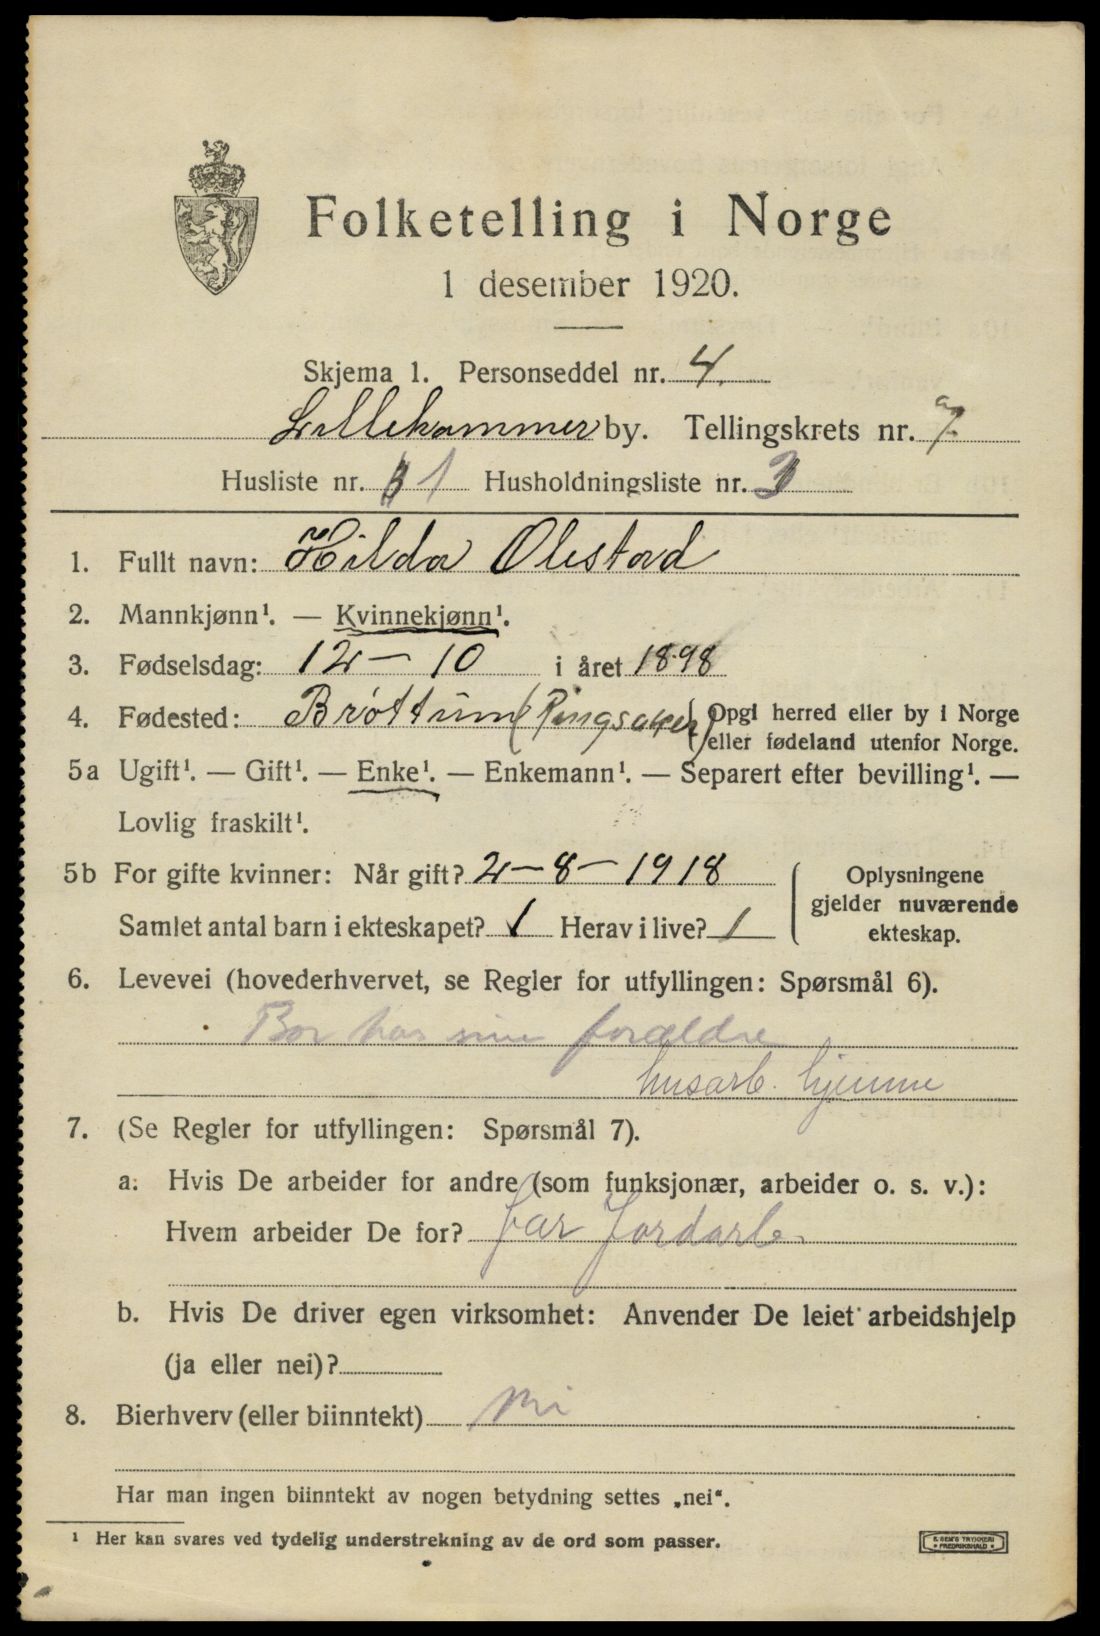 Folketelling i Norge
1 desember 1920.
Skjema 1. Personseddel nr. 4.
Lillehammer by. Tellingskrets nr. 7
Husliste nr. 1 Husholdningsliste nr. 3
1. Fullt navn: Hilda Olestad
2. Mannkjønn¹. — Kvinnekjønn¹.
3. Fødselsdag: 12 – 10 i året 1898
4. Fødested: Brøttum (Ringsaker) (Opgi herred eller by i Norge
eller fødeland utenfor Norge.
5a Ugift¹. — Gift¹. — Enke¹. — Enkemann¹. — Separert efter bevilling¹. —
Lovlig fraskilt¹.
5b For gifte kvinner: Når gift? 2 – 8 – 1918 Oplysningene
gjelder nuværende
ekteskap.
Samlet antal barn i ekteskapet? 1 Herav i live? 1
6. Levevei (hovederhvervet, se Regler for utfyllingen: Spørsmål 6).
Bor hos sine forældre
husarb. hjemme
7. (Se Regler for utfyllingen: Spørsmål 7).
a. Hvis De arbeider for andre (som funksjonær, arbeider o. s. v.):
Hvem arbeider De for? far Jordarb.
b. Hvis De driver egen virksomhet: Anvender De leiet arbeidshjelp
(ja eller nei)?
8. Bierhverv (eller biinntekt) nei
Har man ingen biinntekt av nogen betydning settes „nei“.
¹ Her kan svares ved tydelig understrekning av de ord som passer.